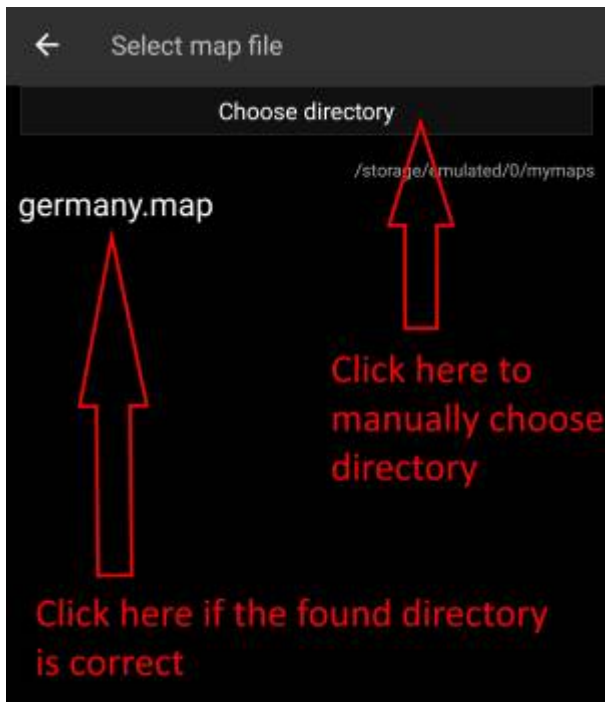 Select map file
Choose directory
/storage/emulated/0/mymaps
germany.map
Click here to
manually choose
directory
Click here if the found directory
is correct